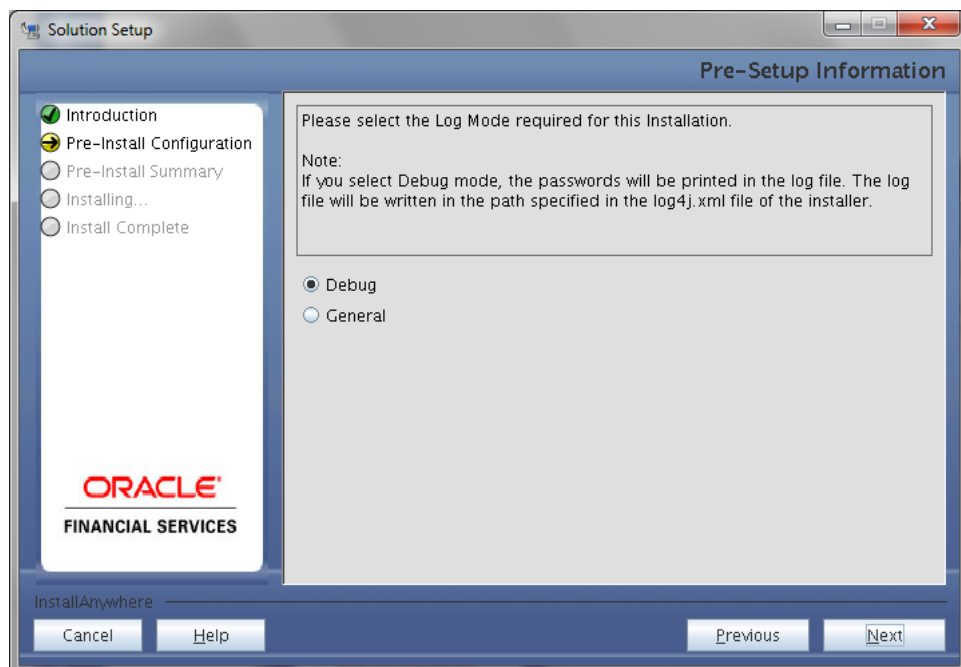 Solution Setup
Pre-Setup Information
Introduction
Pre-Install Configuration
Pre-Install Summary
Installing...
Install Complete
Please select the Log Mode required for this Installation.
Note:
If you select Debug mode, the passwords will be printed in the log file. The log
file will be written in the path specified in the log4j.xml file of the installer.
Debug
General
ORACLE
FINANCIAL SERVICES
InstallAnywhere
Cancel
Help
Previous
Next